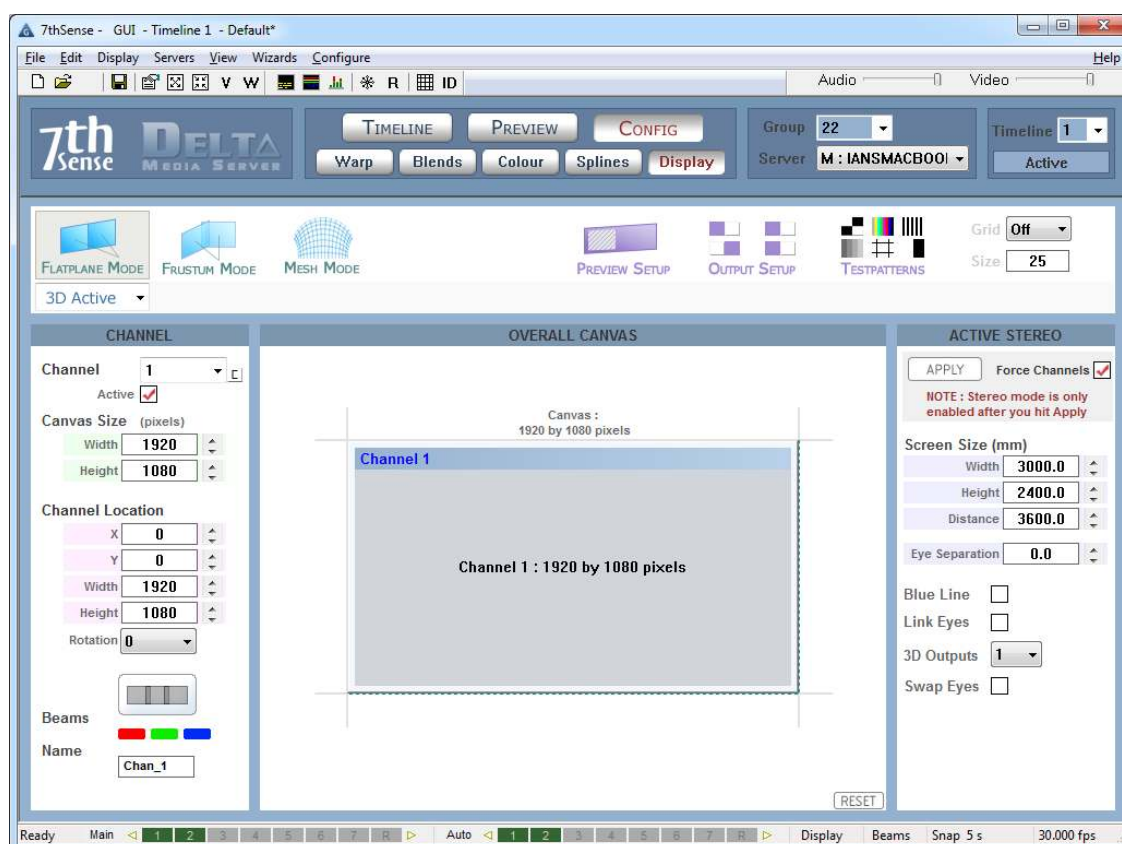 7thSense - GUI - Timeline 1 - Default*
File Edit Display Servers View Wizards Configure Help
V W R ID Audio Video
7th Sense DELTA MEDIA SERVER
TIMELINE PREVIEW CONFIG
Warp Blends Colour Splines Display
Group 22
Server M : IANSMACBOOI
Timeline 1
Active
FLATPLANE MODE FRUSTUM MODE MESH MODE PREVIEW SETUP OUTPUT SETUP TESTPATTERNS
Grid Off
Size 25
3D Active
CHANNEL
Channel 1
Active
Canvas Size (pixels)
Width 1920
Height 1080
Channel Location
X 0
Y 0
Width 1920
Height 1080
Rotation 0
Beams
Name
Chan_1
OVERALL CANVAS
Canvas :
1920 by 1080 pixels
Channel 1
Channel 1 : 1920 by 1080 pixels
RESET
ACTIVE STEREO
APPLY Force Channels
NOTE : Stereo mode is only
enabled after you hit Apply
Screen Size (mm)
Width 3000.0
Height 2400.0
Distance 3600.0
Eye Separation 0.0
Blue Line
Link Eyes
3D Outputs 1
Swap Eyes
Ready Main 1 2 3 4 5 6 7 R Auto 1 2 3 4 5 6 7 R Display Beams Snap 5 s 30.000 fps